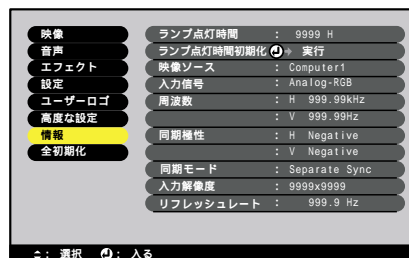 映像
音声
エフェクト
設定
ユーザーロゴ
高度な設定
情報
全初期化
ランプ点灯時間 : 9999 H
ランプ点灯時間初期化 実行
映像ソース : Computer1
入力信号 : Analog-RGB
周波数 : H 999.99kHz
: V 999.99Hz
同期極性 : H Negative
: V Negative
同期モード : Separate Sync
入力解像度 : 9999x9999
リフレッシュレート : 999.9 Hz
: 選択 : 入る